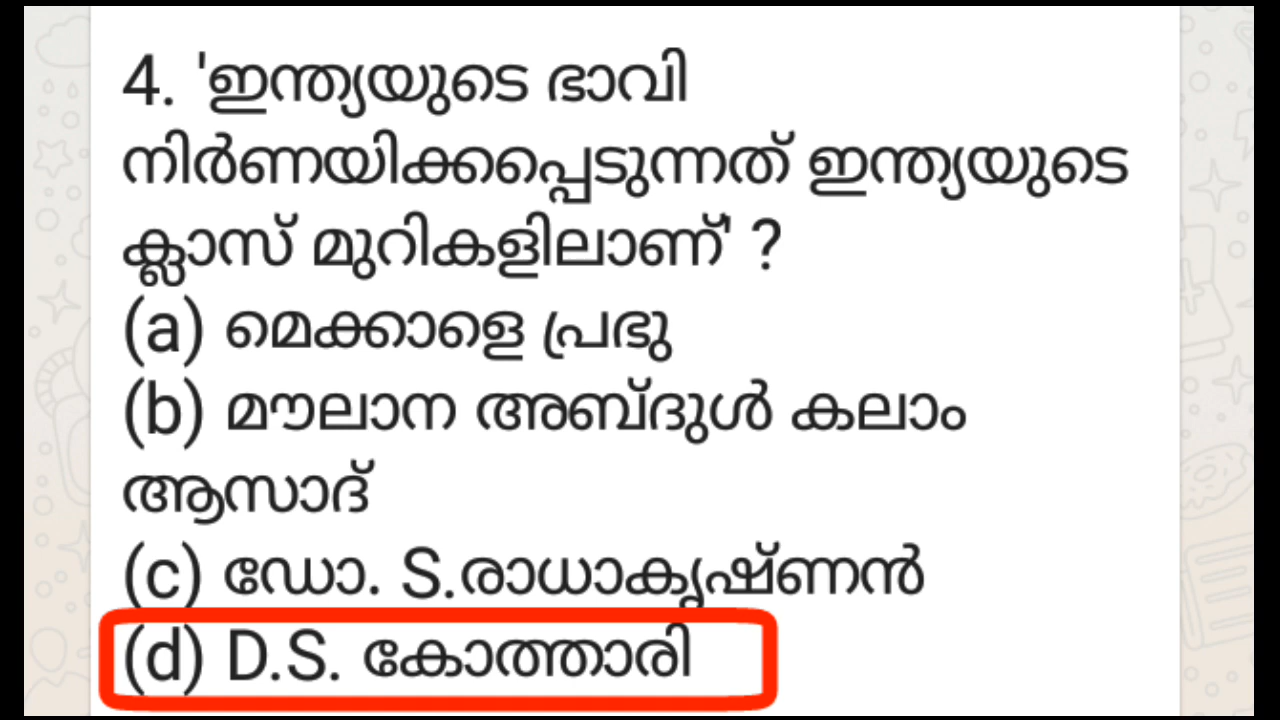 4. 'ഇന്ത്യയുടെ ഭാവി
നിർണയിക്കപ്പെടുന്നത് ഇന്ത്യയുടെ
ക്ലാസ് മുറികളിലാണ്' ?
(a) മെക്കാളെ പ്രഭു
(b) മൗലാന അബ്ദുൾ കലാം
ആസാദ്
(c) ഡോ. S.രാധാകൃഷ്ണൻ
(d) D.S. കോത്താരി